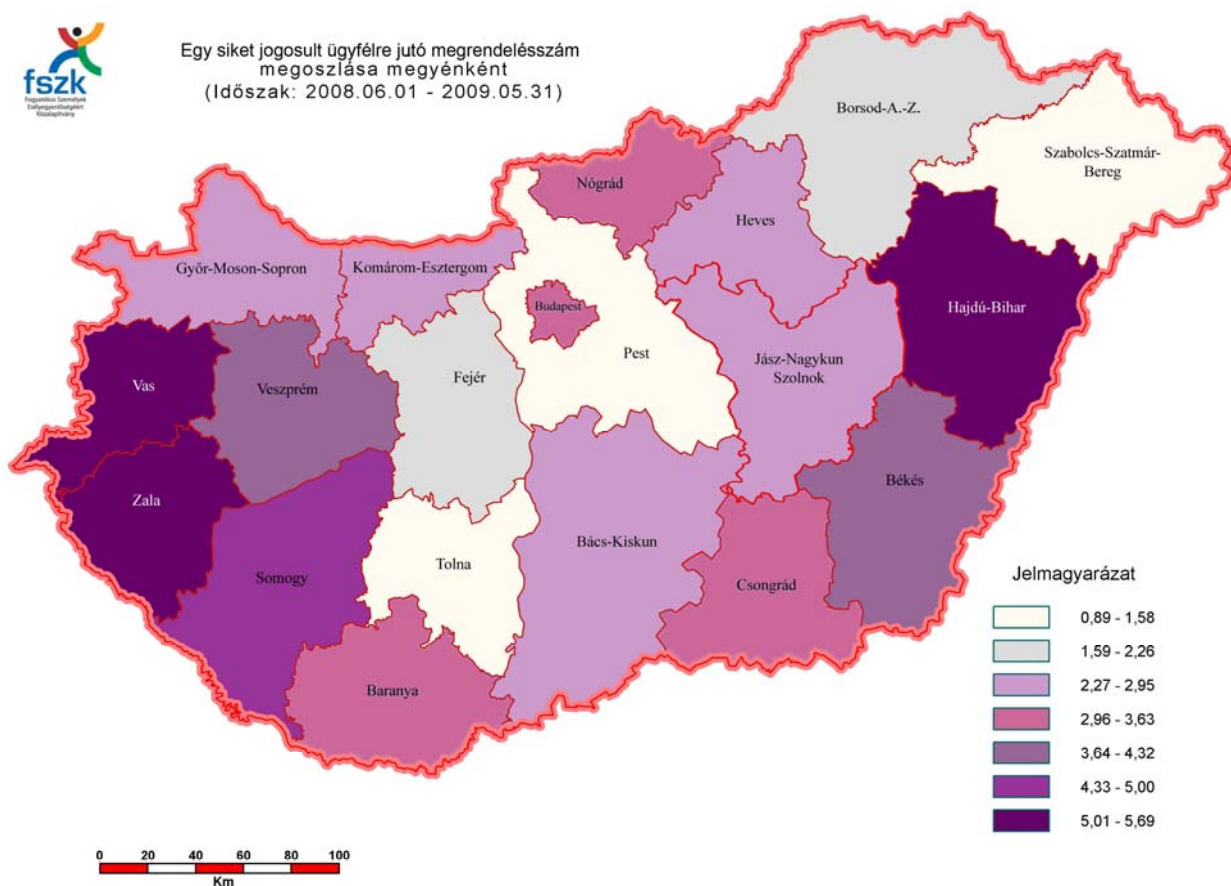 fszk
Fogyatékos Személyek
Esélyegyenlőségéért
Közalapítvány
Egy siket jogosult ügyfélre jutó megrendelésszám
megoszlása megyénként
(Időszak: 2008.06.01 - 2009.05.31)
Borsod-A.-Z.
Szabolcs-Szatmár-
Bereg
Nógrád
Heves
Győr-Moson-Sopron
Komárom-Esztergom
Budapest
Hajdú-Bihar
Pest
Jász-Nagykun
Szolnok
Vas
Veszprém
Fejér
Zala
Békés
Bács-Kiskun
Tolna
Somogy
Csongrád
Baranya
Jelmagyarázat
0,89 - 1,58
1,59 - 2,26
2,27 - 2,95
2,96 - 3,63
3,64 - 4,32
4,33 - 5,00
5,01 - 5,69
0 20 40 60 80 100
Km